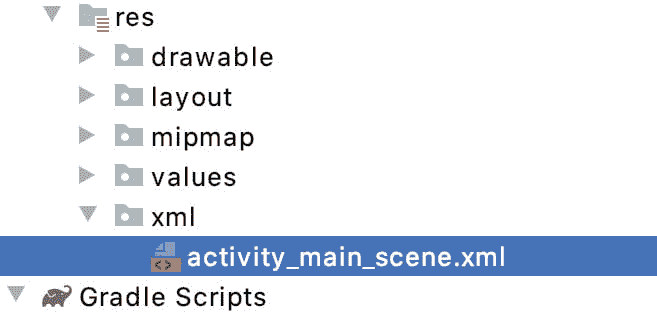 res
drawable
layout
mipmap
values
xml
activity_main_scene.xml
Gradle Scripts